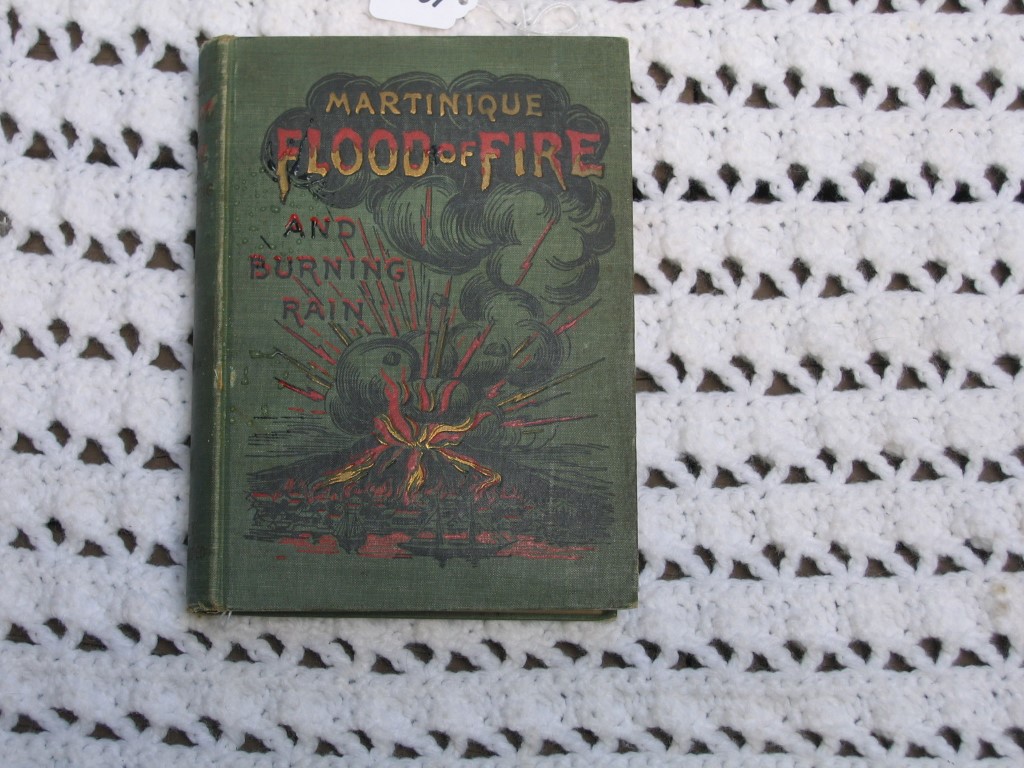 MARTINIQUE
FLOOD OF FIRE
AND
BURNING
RAIN